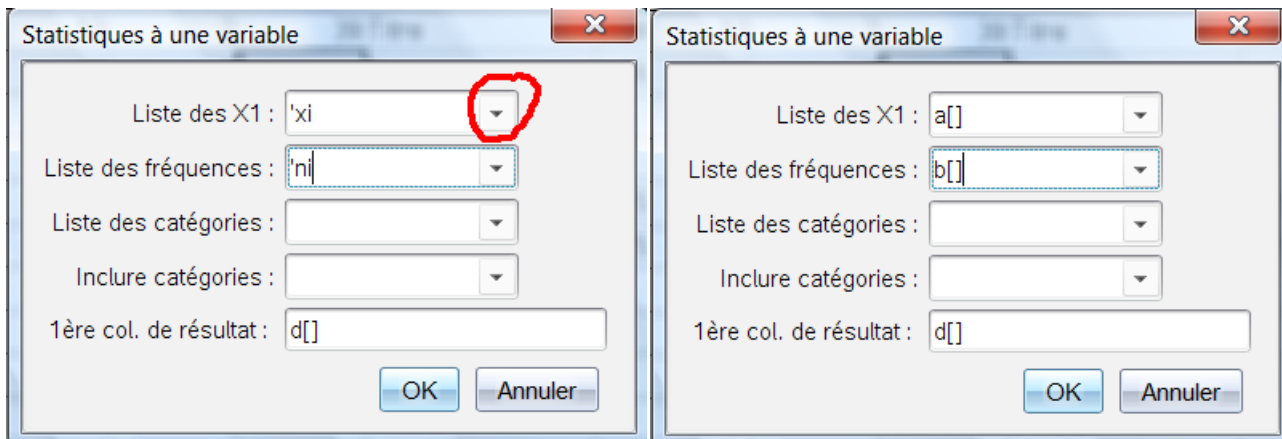 Statistiques à une variable
Liste des X1 : 'xi
Liste des fréquences : 'ni
Liste des catégories :
Inclure catégories :
1ère col. de résultat : d[]
OK Annuler
Statistiques à une variable
Liste des X1 : a[]
Liste des fréquences : b[]
Liste des catégories :
Inclure catégories :
1ère col. de résultat : d[]
OK Annuler